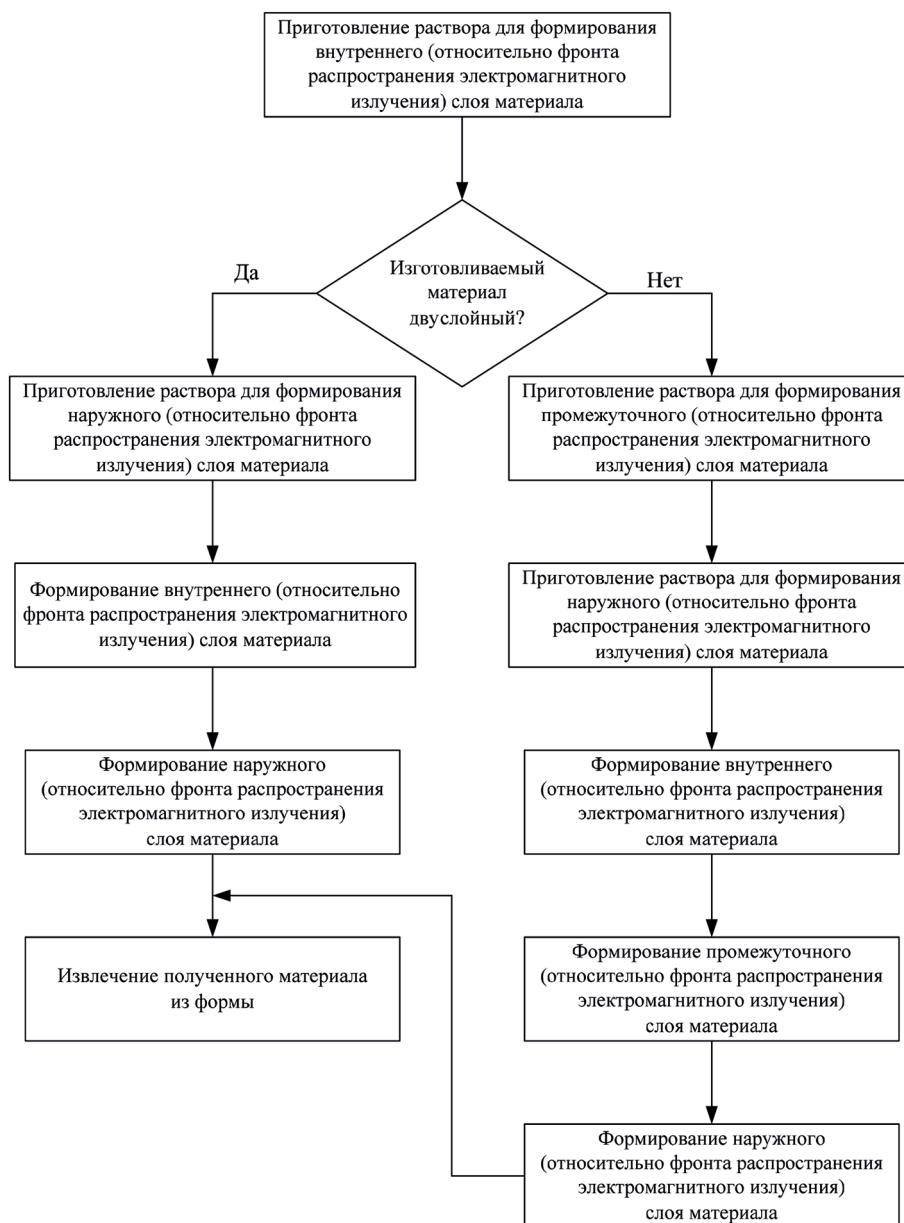 Приготовление раствора для формирования
внутреннего (относительно фронта
распространения электромагнитного
излучения) слоя материала
Да
Изготовливаемый
материал
двуслойный?
Нет
Приготовление раствора для формирования
наружного (относительно фронта
распространения электромагнитного
излучения) слоя материала
Приготовление раствора для формирования
промежуточного (относительно фронта
распространения электромагнитного
излучения) слоя материала
Формирование внутреннего (относительно
фронта распространения электромагнитного
излучения) слоя материала
Приготовление раствора для формирования
наружного (относительно фронта
распространения электромагнитного
излучения) слоя материала
Формирование наружного
(относительно фронта распространения
электромагнитного излучения)
слоя материала
Формирование внутреннего
(относительно фронта распространения
электромагнитного излучения)
слоя материала
Извлечение полученного материала
из формы
Формирование промежуточного
(относительно фронта распространения
электромагнитного излучения)
слоя материала
Формирование наружного
(относительно фронта распространения
электромагнитного излучения)
слоя материала